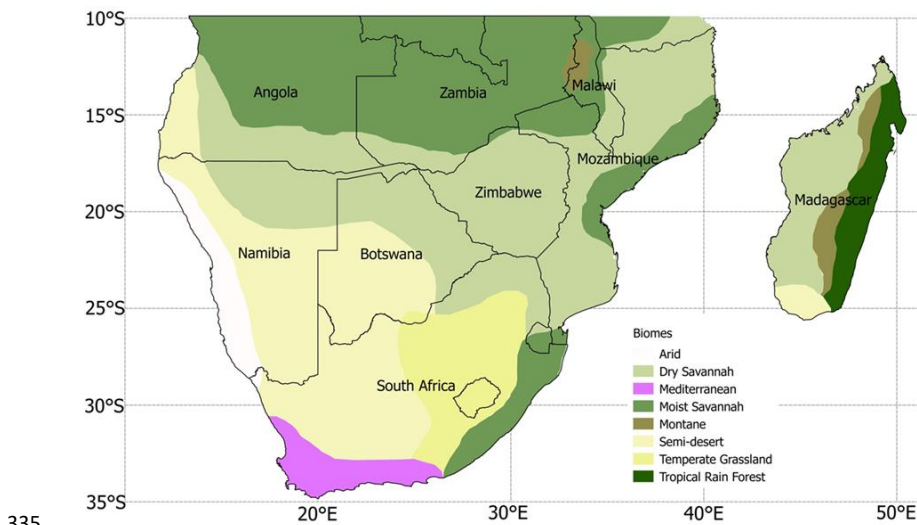 10°S
15°S
20°S
25°S
30°S
35°S
Angola
Zambia
Malawi
Mozambique
Zimbabwe
Madagascar
Namibia
Botswana
South Africa
Biomes
Arid
Dry Savannah
Mediterranean
Moist Savannah
Montane
Semi-desert
Temperate Grassland
Tropical Rain Forest
20°E
30°E
40°E
50°E
335